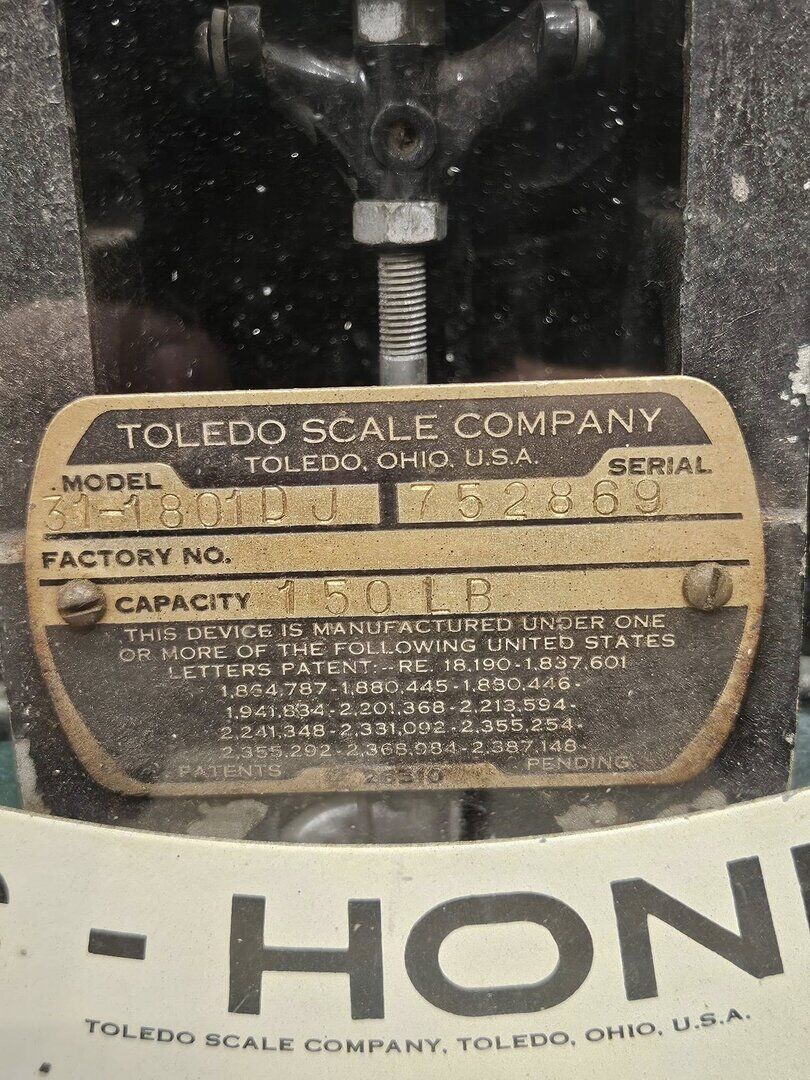 TOLEDO SCALE COMPANY
TOLEDO, OHIO, U.S.A.
MODEL
SERIAL
31-1801DJ
752869
FACTORY NO.
CAPACITY 150 LB
THIS DEVICE IS MANUFACTURED UNDER ONE
OR MORE OF THE FOLLOWING UNITED STATES
LETTERS PATENT:-RE. 18,190-1,837,601
1,864,787-1,880,445-1,880,446-
1,941,834-2,201,368-2,213,594-
2,241,348-2,331,092-2,355,254-
2,355,292-2,368,984-2,387,148-
PATENTS PENDING
- HON
TOLEDO SCALE COMPANY, TOLEDO, OHIO, U.S.A.